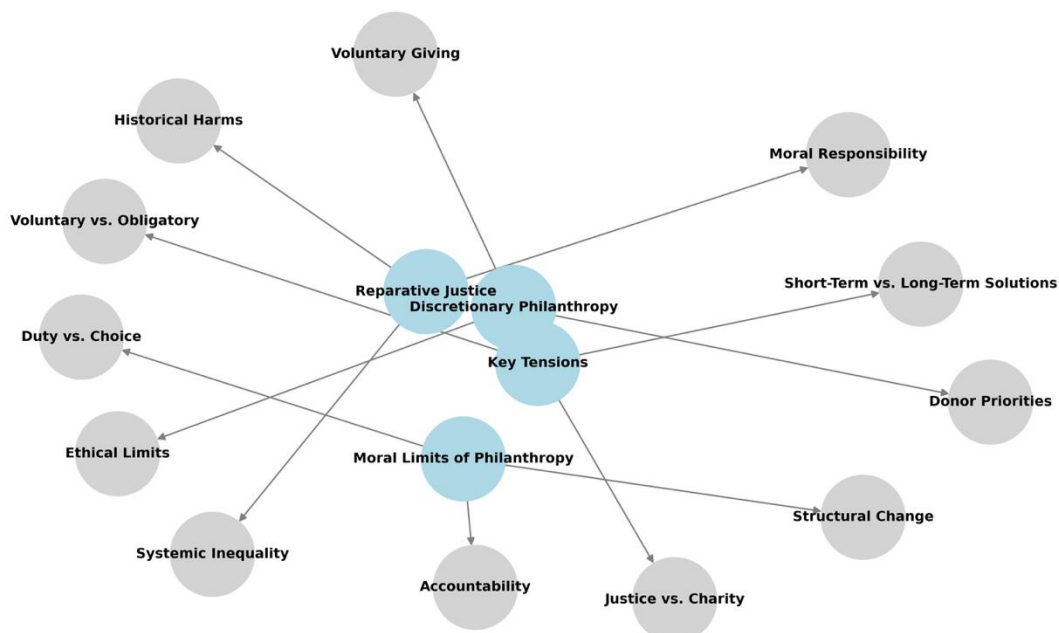 Voluntary Giving
Historical Harms
Moral Responsibility
Voluntary vs. Obligatory
Short-Term vs. Long-Term Solutions
Reparative Justice
Discretionary Philanthropy
Duty vs. Choice
Key Tensions
Donor Priorities
Ethical Limits
Moral Limits of Philanthropy
Structural Change
Systemic Inequality
Accountability
Justice vs. Charity